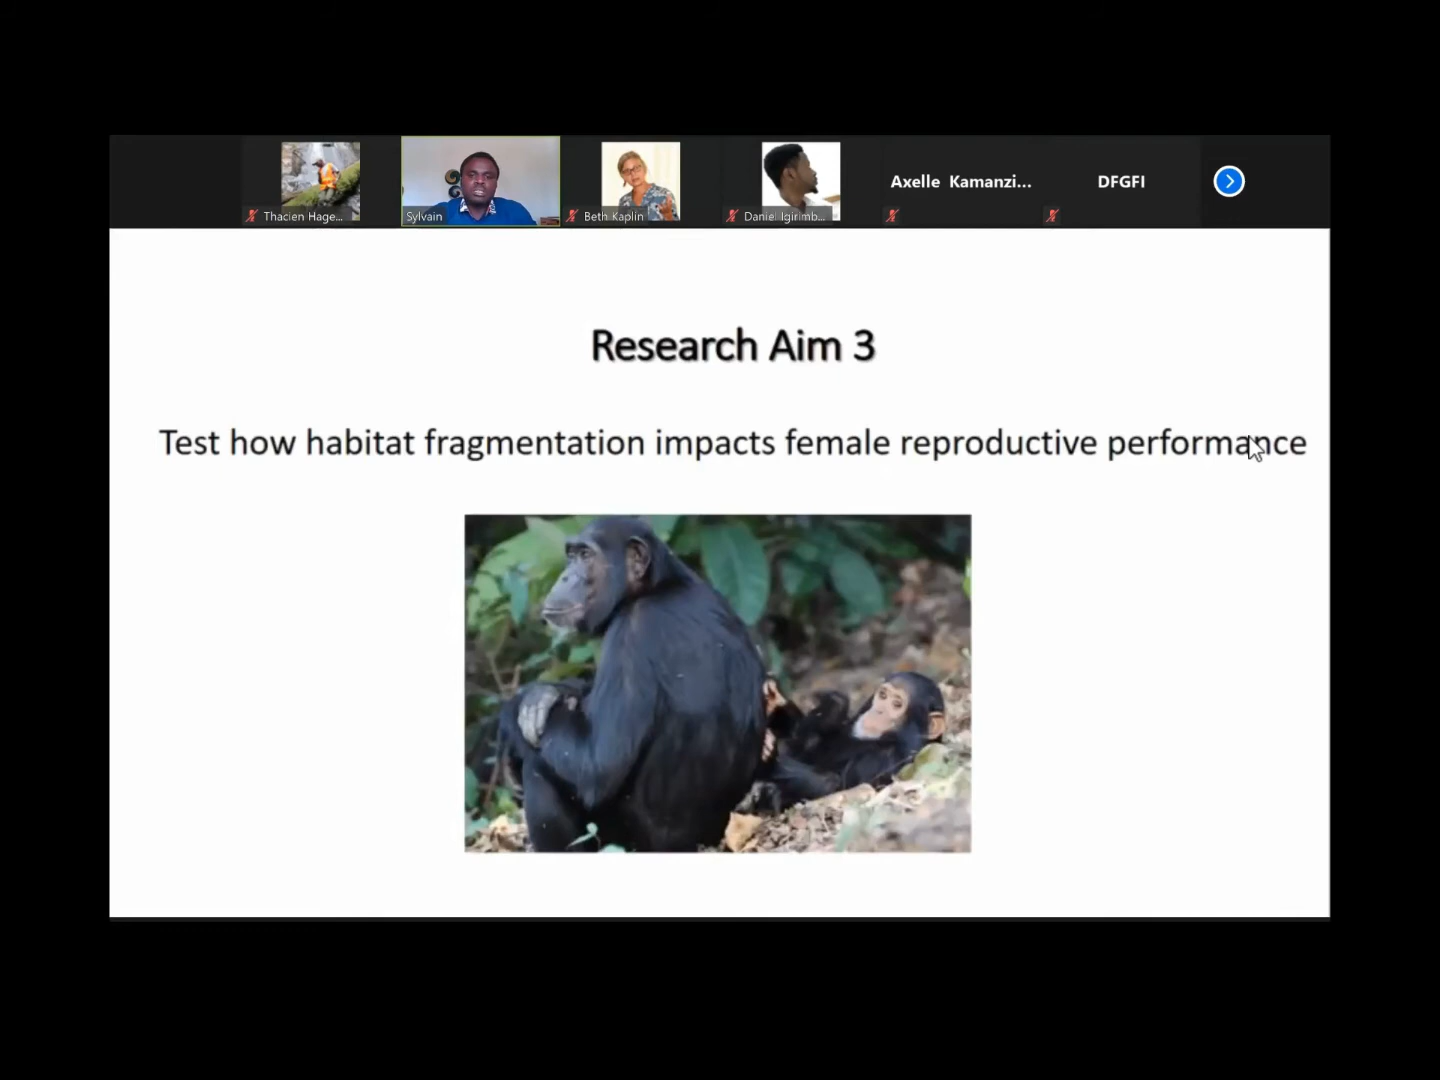 Axelle Kamanzi...
DFGFI
Thacien Hage...
Sylvain
Beth Kaplin
Daniel Igirimb...
Research Aim 3
Test how habitat fragmentation impacts female reproductive performance